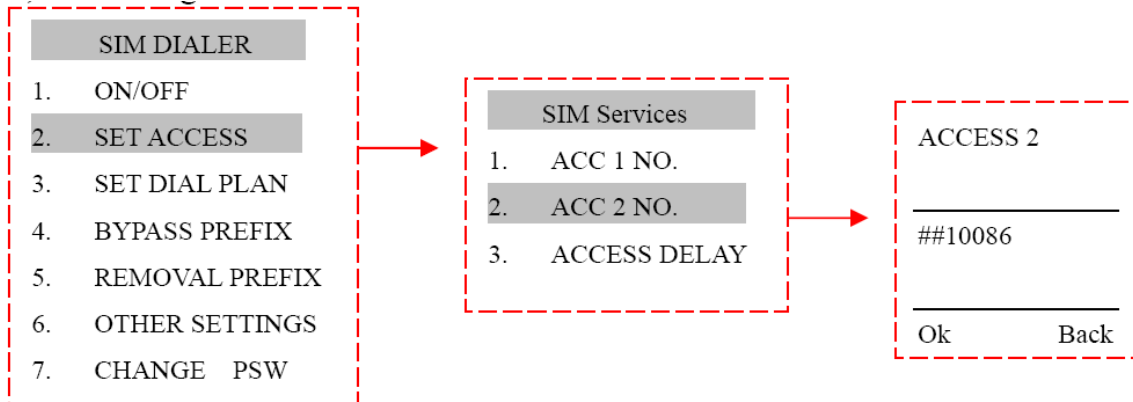 SIM DIALER
1. ON/OFF
2. SET ACCESS
3. SET DIAL PLAN
4. BYPASS PREFIX
5. REMOVAL PREFIX
6. OTHER SETTINGS
7. CHANGE PSW
SIM Services
1. ACC 1 NO.
2. ACC 2 NO.
3. ACCESS DELAY
ACCESS 2
##10086
Ok Back